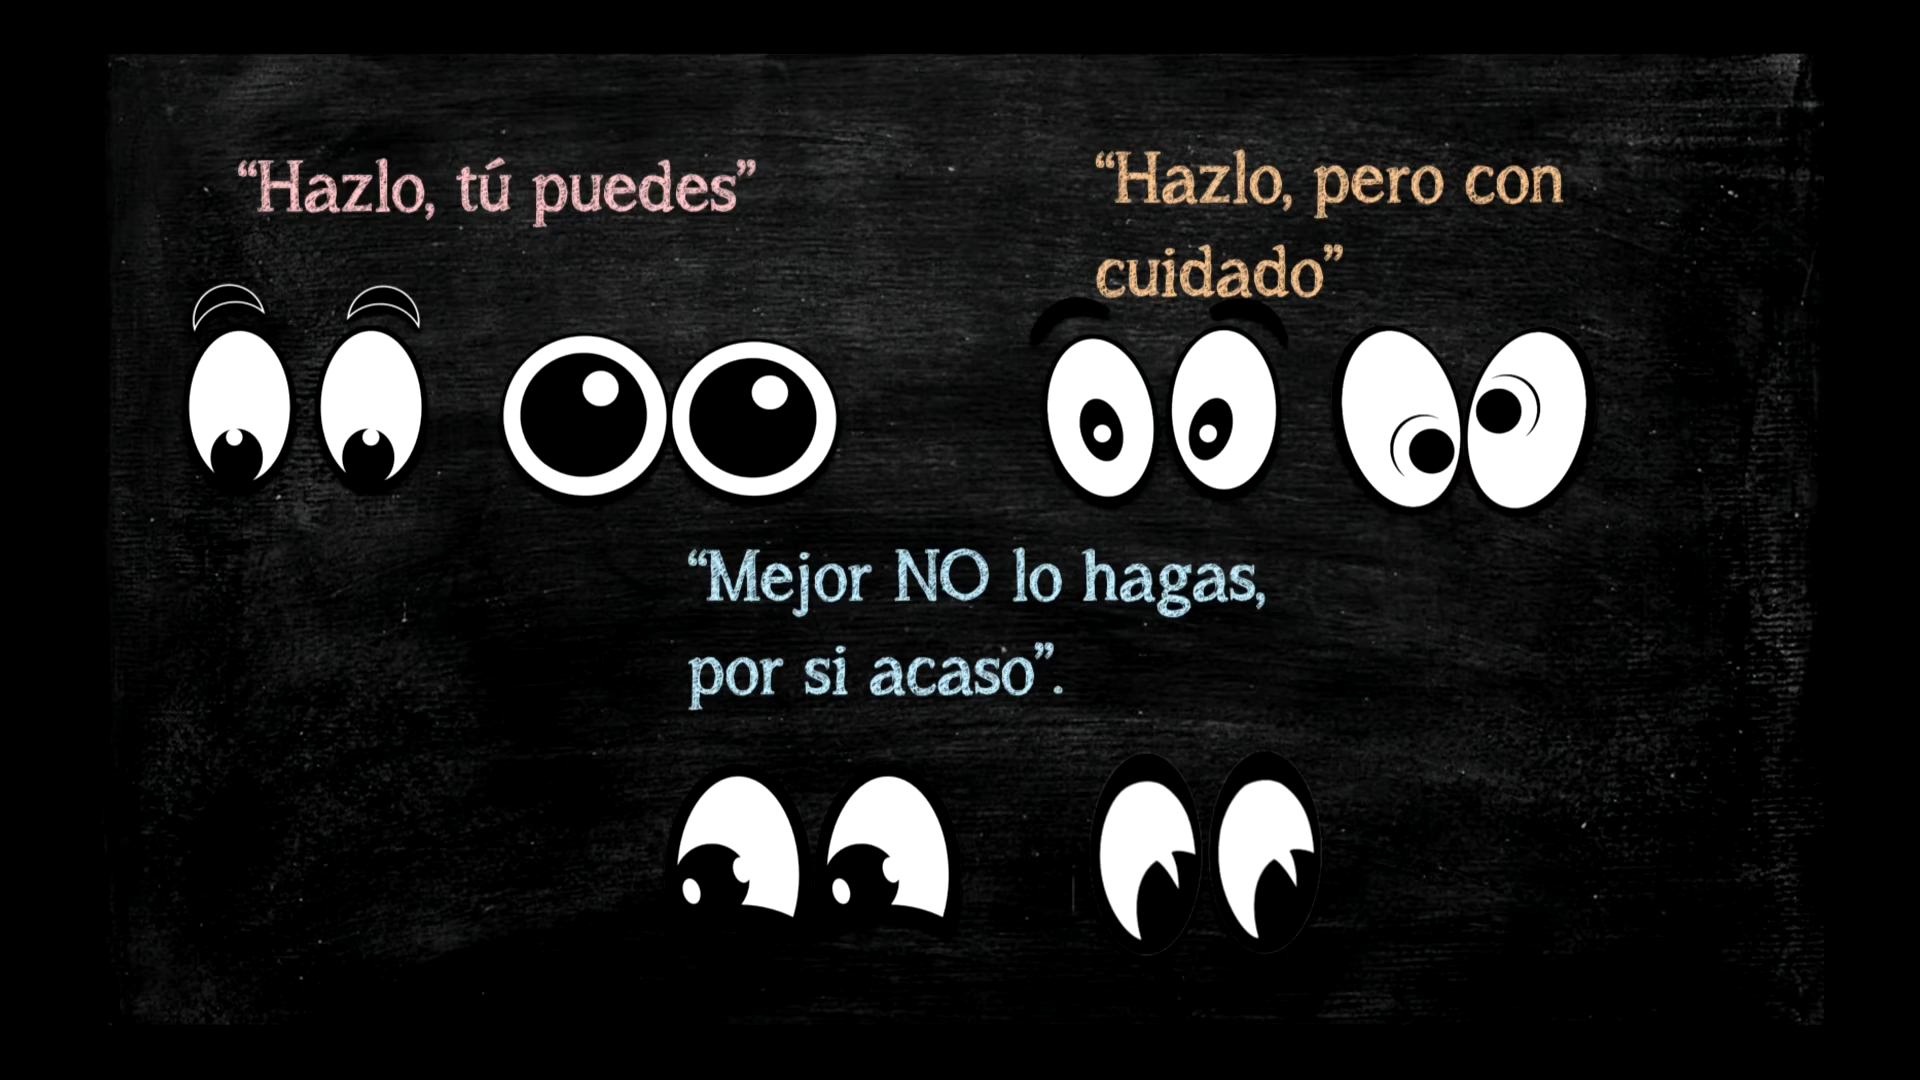 “Hazlo, tú puedes”
“Hazlo, pero con
cuidado”
“Mejor NO lo hagas,
por si acaso”.